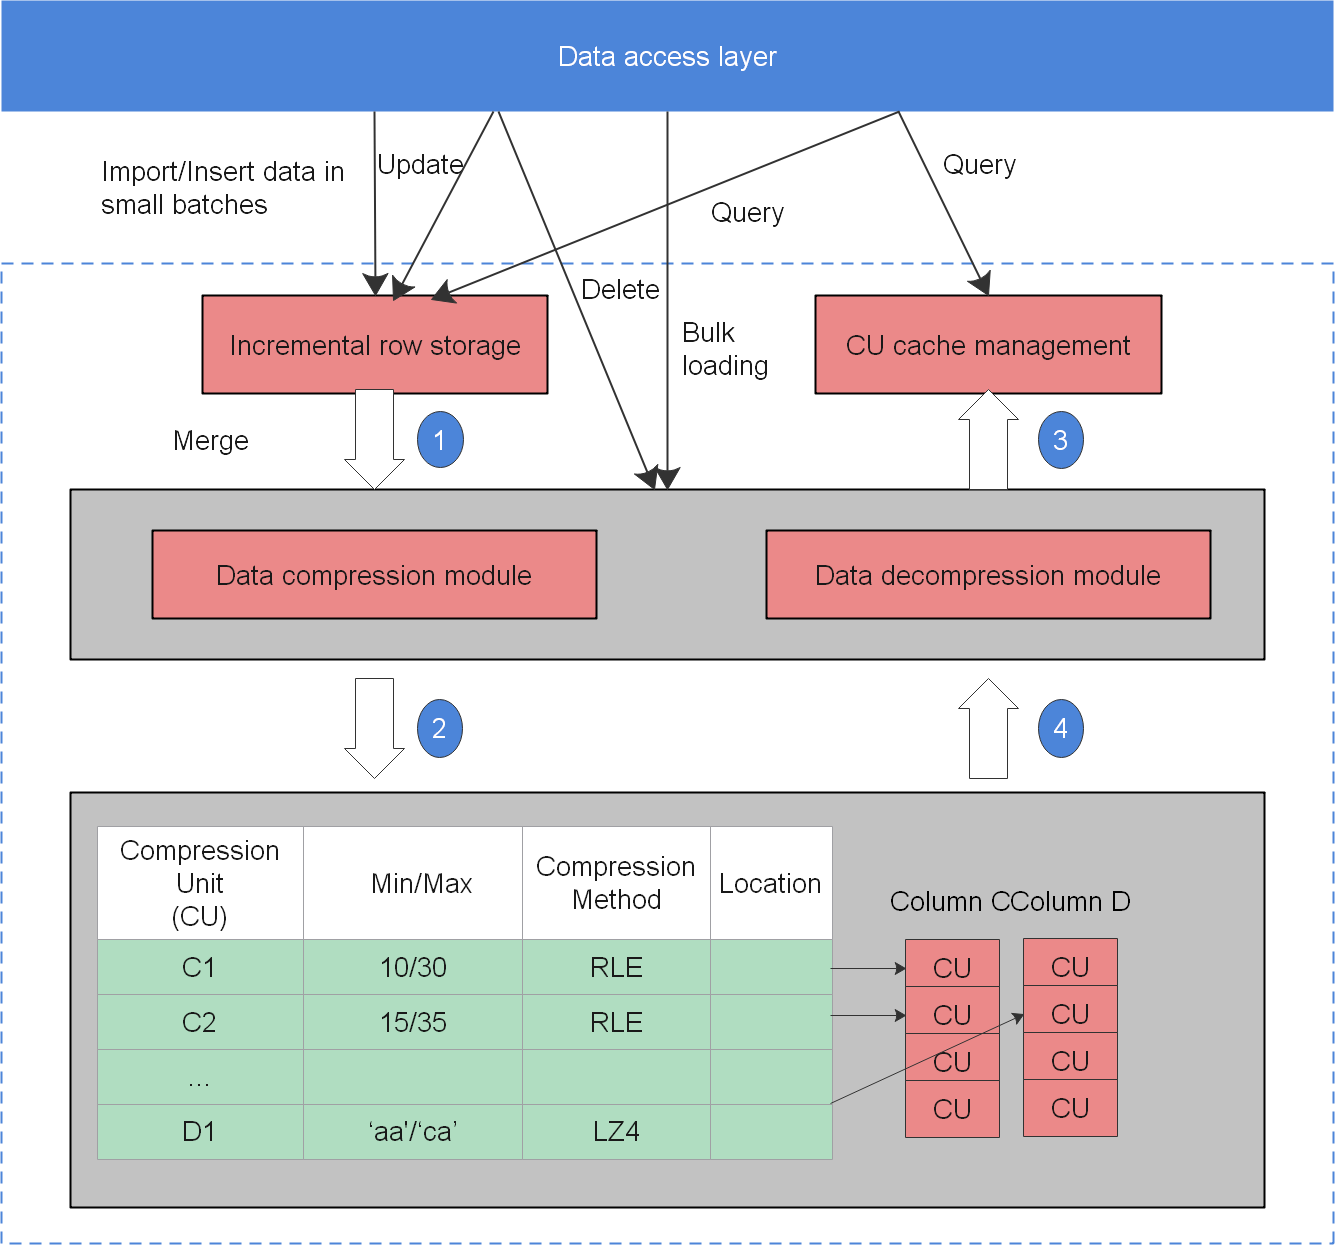 Data access layer
Import/Insert data in
small batches
Update
Query
Query
Delete
Bulk
loading
Incremental row storage
CU cache management
Merge
1
3
Data compression module
Data decompression module
2
4
Compression
Unit
(CU)
Min/Max
Compression
Method
Location
Column C
Column D
C1
10/30
RLE
CU
CU
C2
15/35
RLE
CU
CU
...
CU
CU
D1
‘aa’/‘ca’
LZ4
CU
CU